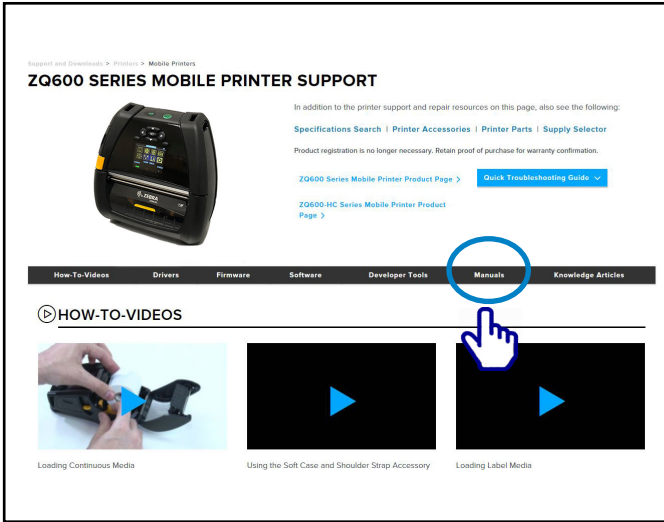 Support and Downloads > Printers > Mobile Printers
ZQ600 SERIES MOBILE PRINTER SUPPORT
In addition to the printer support and repair resources on this page, also see the following:
Specifications Search | Printer Accessories | Printer Parts | Supply Selector
Product registration is no longer necessary. Retain proof of purchase for warranty confirmation.
ZQ600 Series Mobile Printer Product Page >
Quick Troubleshooting Guide
ZQ600-HC Series Mobile Printer Product
Page >
ZEBRA
How-To-Videos Drivers Firmware Software Developer Tools Manuals Knowledge Articles
HOW-TO-VIDEOS
Loading Continuous Media
Using the Soft Case and Shoulder Strap Accessory
Loading Label Media